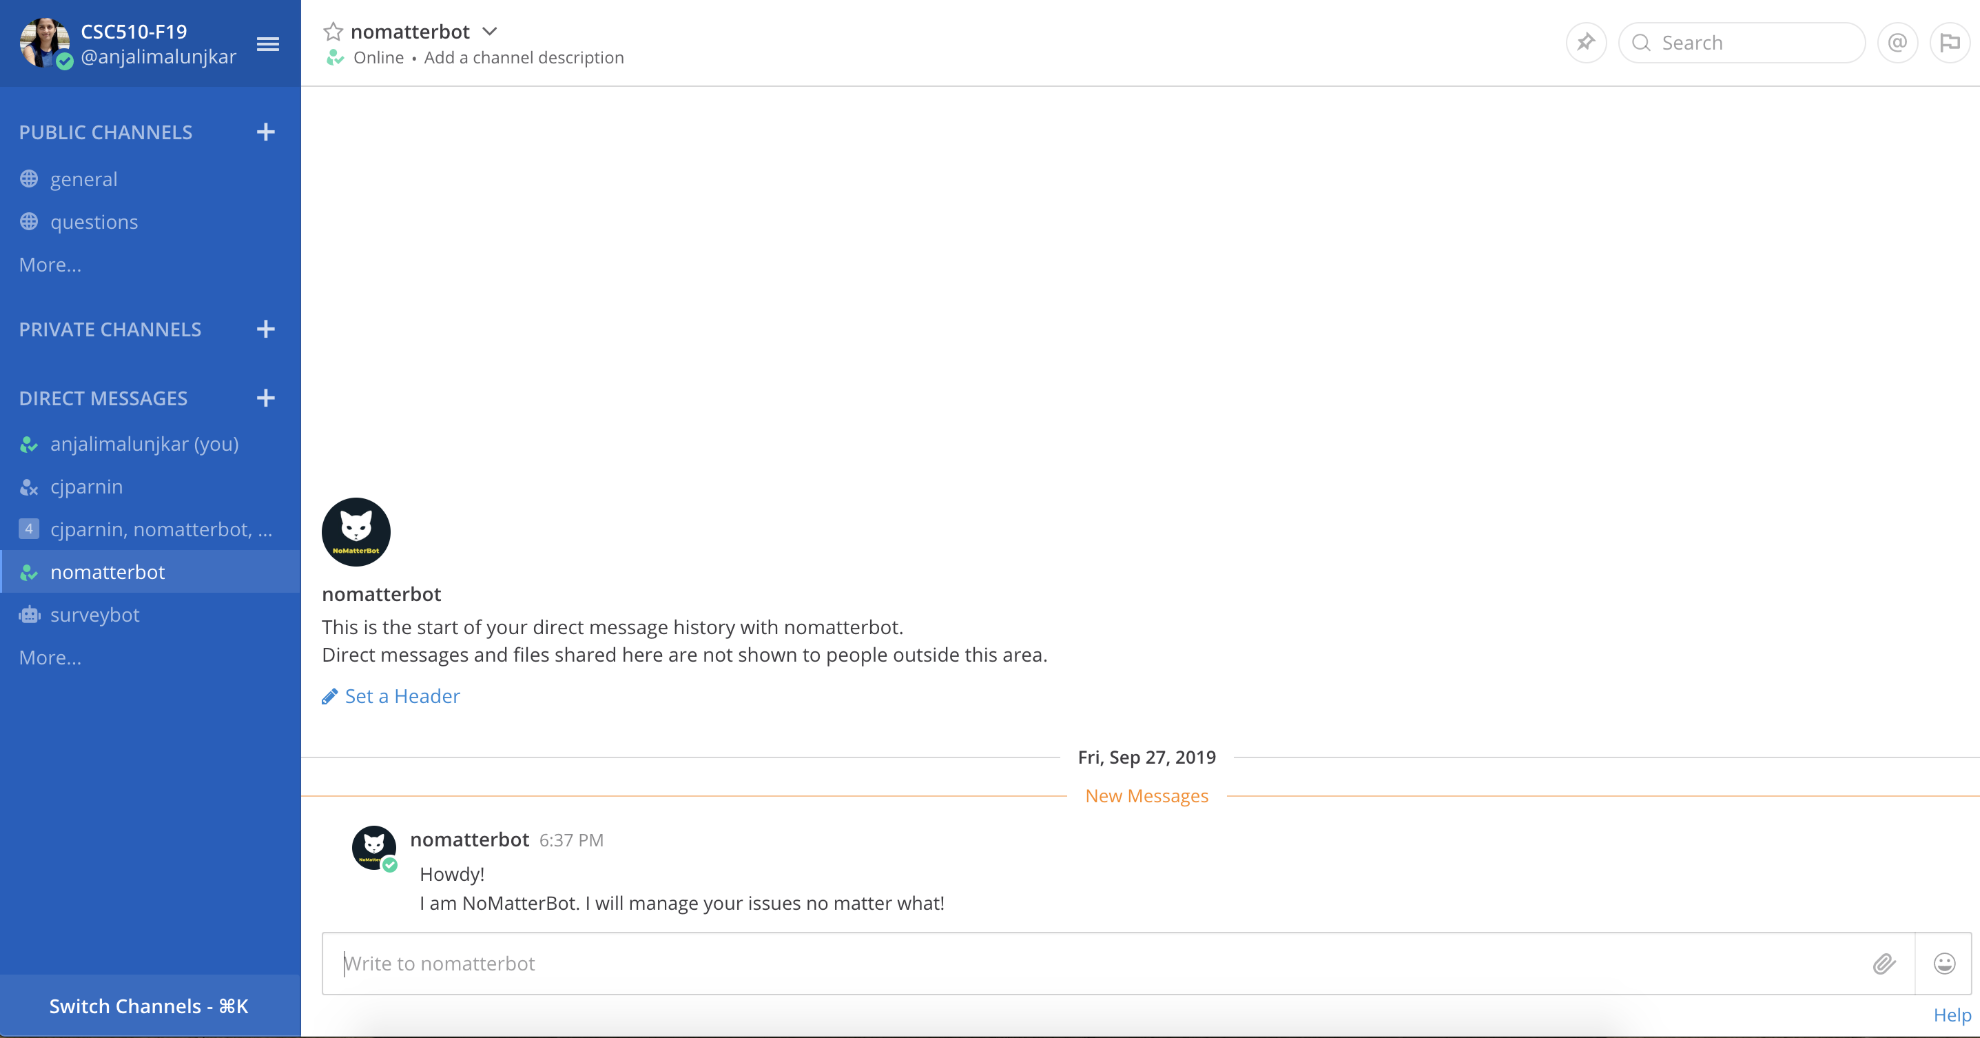 CSC510-F19
@anjalimalunjkar
PUBLIC CHANNELS
general
questions
More...
PRIVATE CHANNELS
DIRECT MESSAGES
anjalimalunjkar (you)
cjparnin
4 cjparnin, nomatterbot, ...
nomatterbot
surveybot
More...
Switch Channels - ⌘K
nomatterbot
Online • Add a channel description
Search
@
NoMatterBot
nomatterbot
This is the start of your direct message history with nomatterbot.
Direct messages and files shared here are not shown to people outside this area.
Set a Header
Fri, Sep 27, 2019
New Messages
nomatterbot 6:37 PM
Howdy!
I am NoMatterBot. I will manage your issues no matter what!
Write to nomatterbot
Help